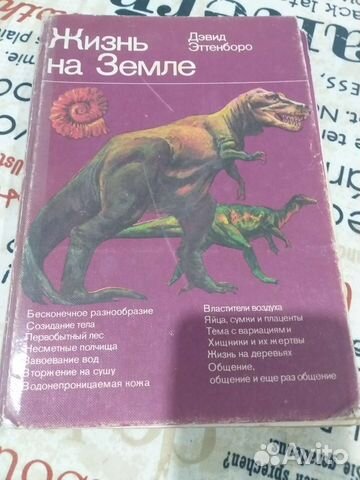 Жизнь
на Земле
Дэвид
Эттенборо
Бесконечное разнообразие
Созидание тела
Первобытный лес
Несметные полчища
Завоевание вод
Вторжение на сушу
Водонепроницаемая кожа
Властители воздуха
Яйца, сумки и плаценты
Тема с вариациями
Хищники и их жертвы
Жизнь на деревьях
Общение,
общение и еще раз общение
Avito